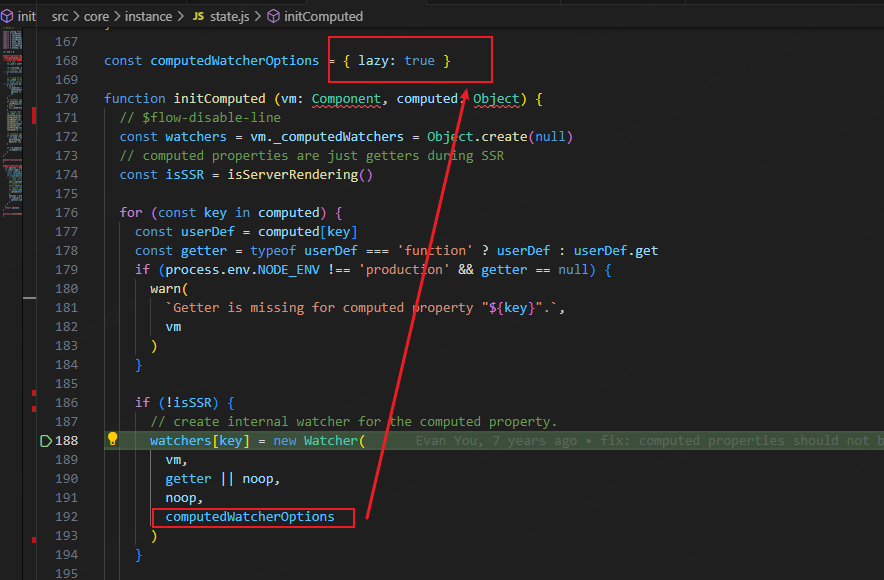 init src > core > instance > JS state.js > initComputed
167
168 const computedWatcherOptions = { lazy: true }
169
170 function initComputed (vm: Component, computed: Object) {
171 // $flow-disable-line
172 const watchers = vm._computedWatchers = Object.create(null)
173 // computed properties are just getters during SSR
174 const isSSR = isServerRendering()
175
176 for (const key in computed) {
177 const userDef = computed[key]
178 const getter = typeof userDef === 'function' ? userDef : userDef.get
179 if (process.env.NODE_ENV !== 'production' && getter == null) {
180 warn(
181 `Getter is missing for computed property "${key}".`,
182 vm
183 )
184 }
185
186 if (!isSSR) {
187 // create internal watcher for the computed property.
188 watchers[key] = new Watcher( Evan You, 7 years ago • fix: computed properties should not b
189 vm,
190 getter || noop,
191 noop,
192 computedWatcherOptions
193 )
194 }
195